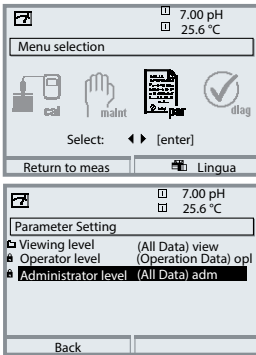 7.00 pH
25.6 °C
Menu selection
cal maint par diag
Select: [enter]
Return to meas Lingua
7.00 pH
25.6 °C
Parameter Setting
Viewing level (All Data) view
Operator level (Operation Data) opl
Administrator level (All Data) adm
Back